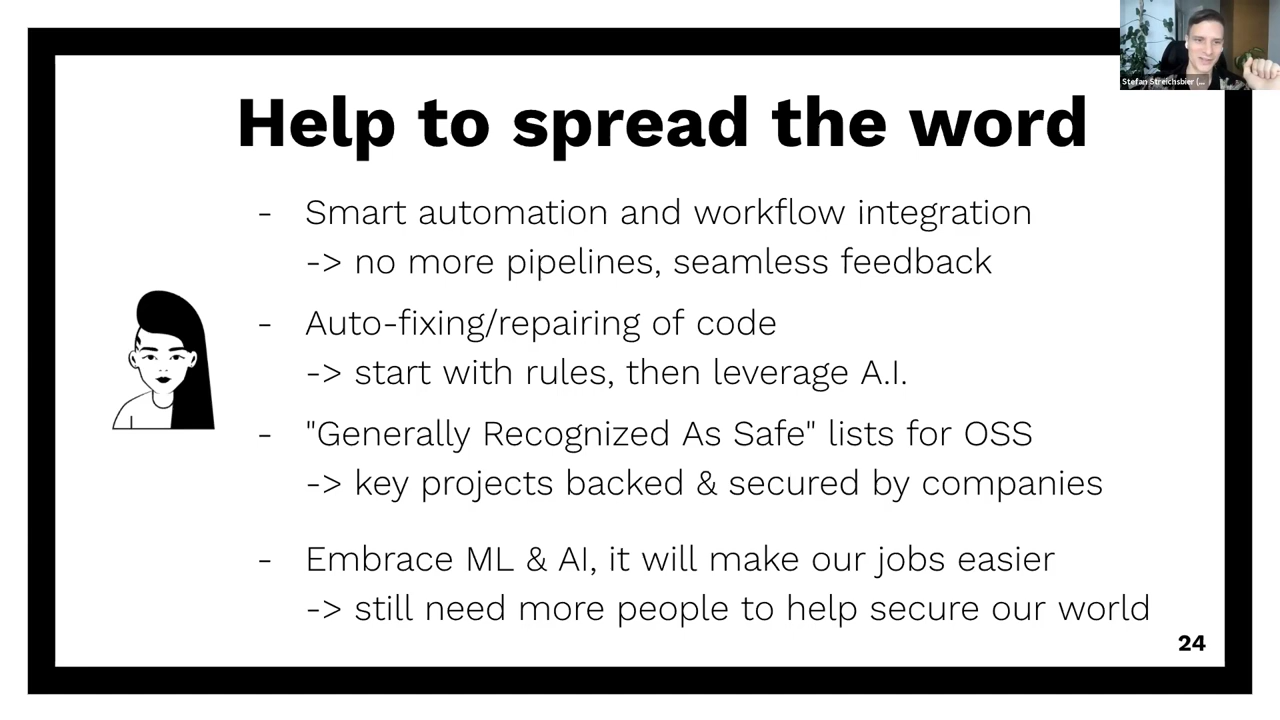 Stefan Streichsbier (...
Help to spread the word
- Smart automation and workflow integration
-> no more pipelines, seamless feedback
- Auto-fixing/repairing of code
-> start with rules, then leverage A.I.
- "Generally Recognized As Safe" lists for OSS
-> key projects backed & secured by companies
- Embrace ML & AI, it will make our jobs easier
-> still need more people to help secure our world
24